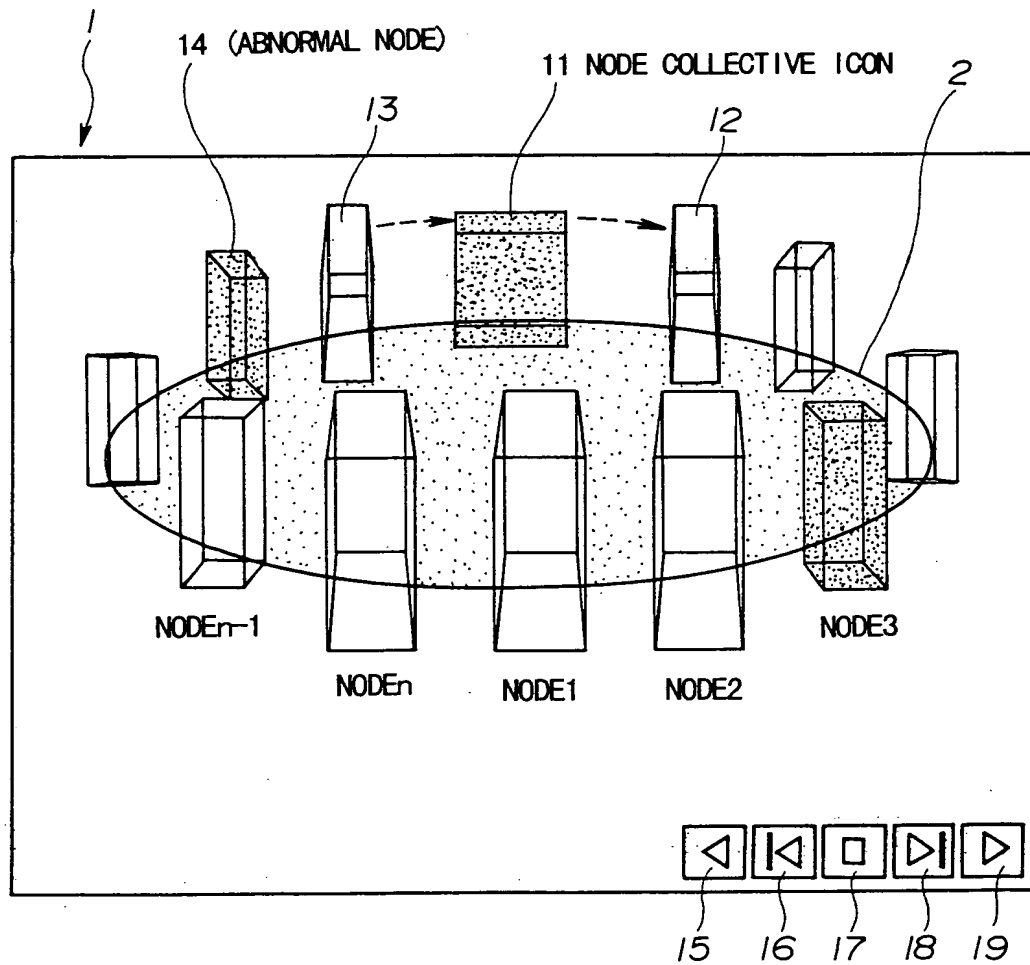 1
14 (ABNORMAL NODE)
11 NODE COLLECTIVE ICON
2
13
12
NODEn-1
NODE3
NODEn
NODE1
NODE2
15
16
17
18
19